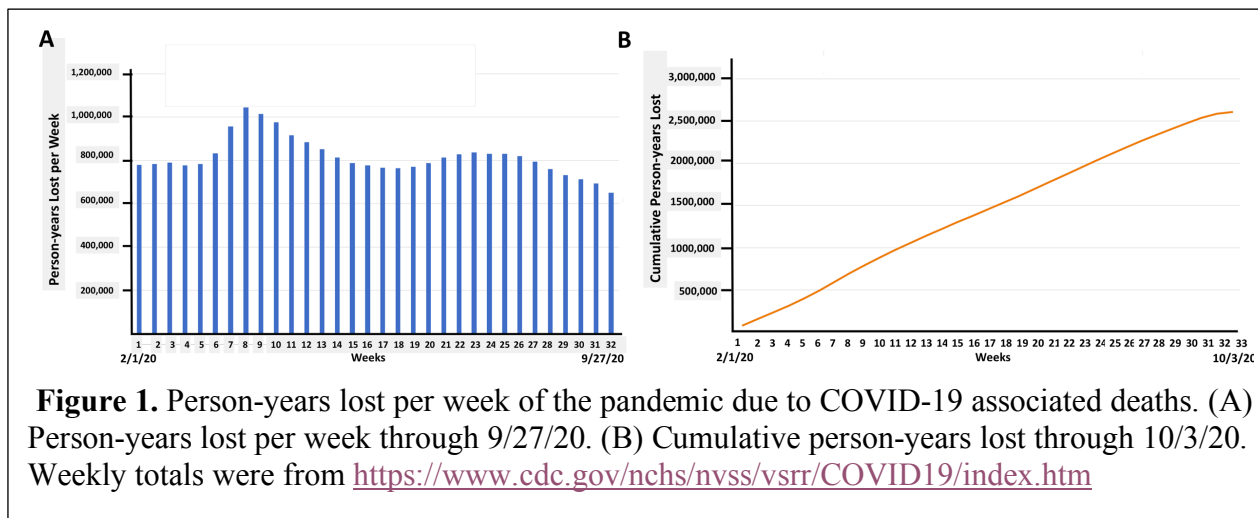 A
Person-years Lost per Week
1,200,000
1,000,000
800,000
600,000
400,000
200,000
1 2 3 4 5 6 7 8 9 10 11 12 13 14 15 16 17 18 19 20 21 22 23 24 25 26 27 28 29 30 31 32
2/1/20 Weeks 9/27/20
B
Cumulative Person-years Lost
3,000,000
2,500,000
2000,000
1500,000
1000,000
500,000
1 2 3 4 5 6 7 8 9 10 11 12 13 14 15 16 17 18 19 20 21 22 23 24 25 26 27 28 29 30 31 32 33
2/1/20 Weeks 10/3/20
Figure 1. Person-years lost per week of the pandemic due to COVID-19 associated deaths. (A)
Person-years lost per week through 9/27/20. (B) Cumulative person-years lost through 10/3/20.
Weekly totals were from https://www.cdc.gov/nchs/nvss/vsrr/COVID19/index.htm